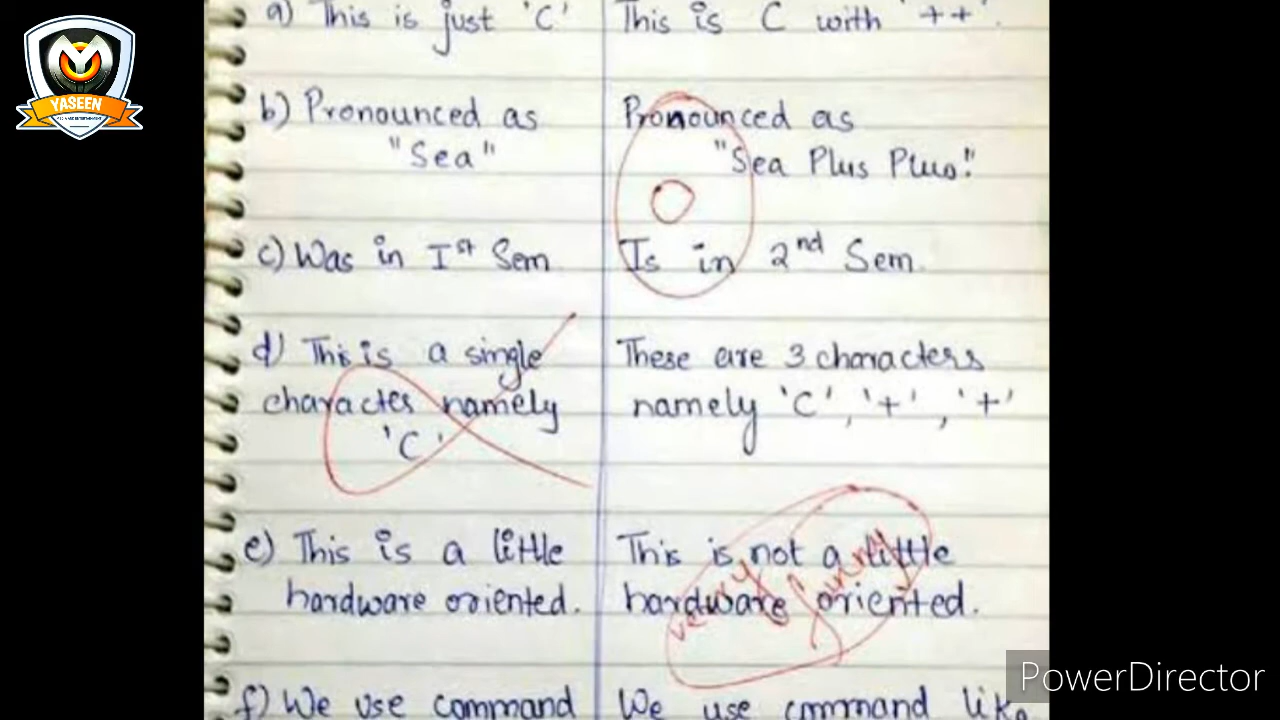 a) This is just 'C'
This is C with '++'.
b) Pronounced as
"Sea"
Pronounced as
"Sea Plus Plus."
c) Was in Ist Sem
Is in 2nd Sem.
d) This is a single
character namely
'C'
These are 3 characters
namely 'C', '+', '+'
e) This is a little
hardware oriented.
This is not a little
hardware oriented.
very funny
f) We use command
We use command like
YASEEN
PowerDirector